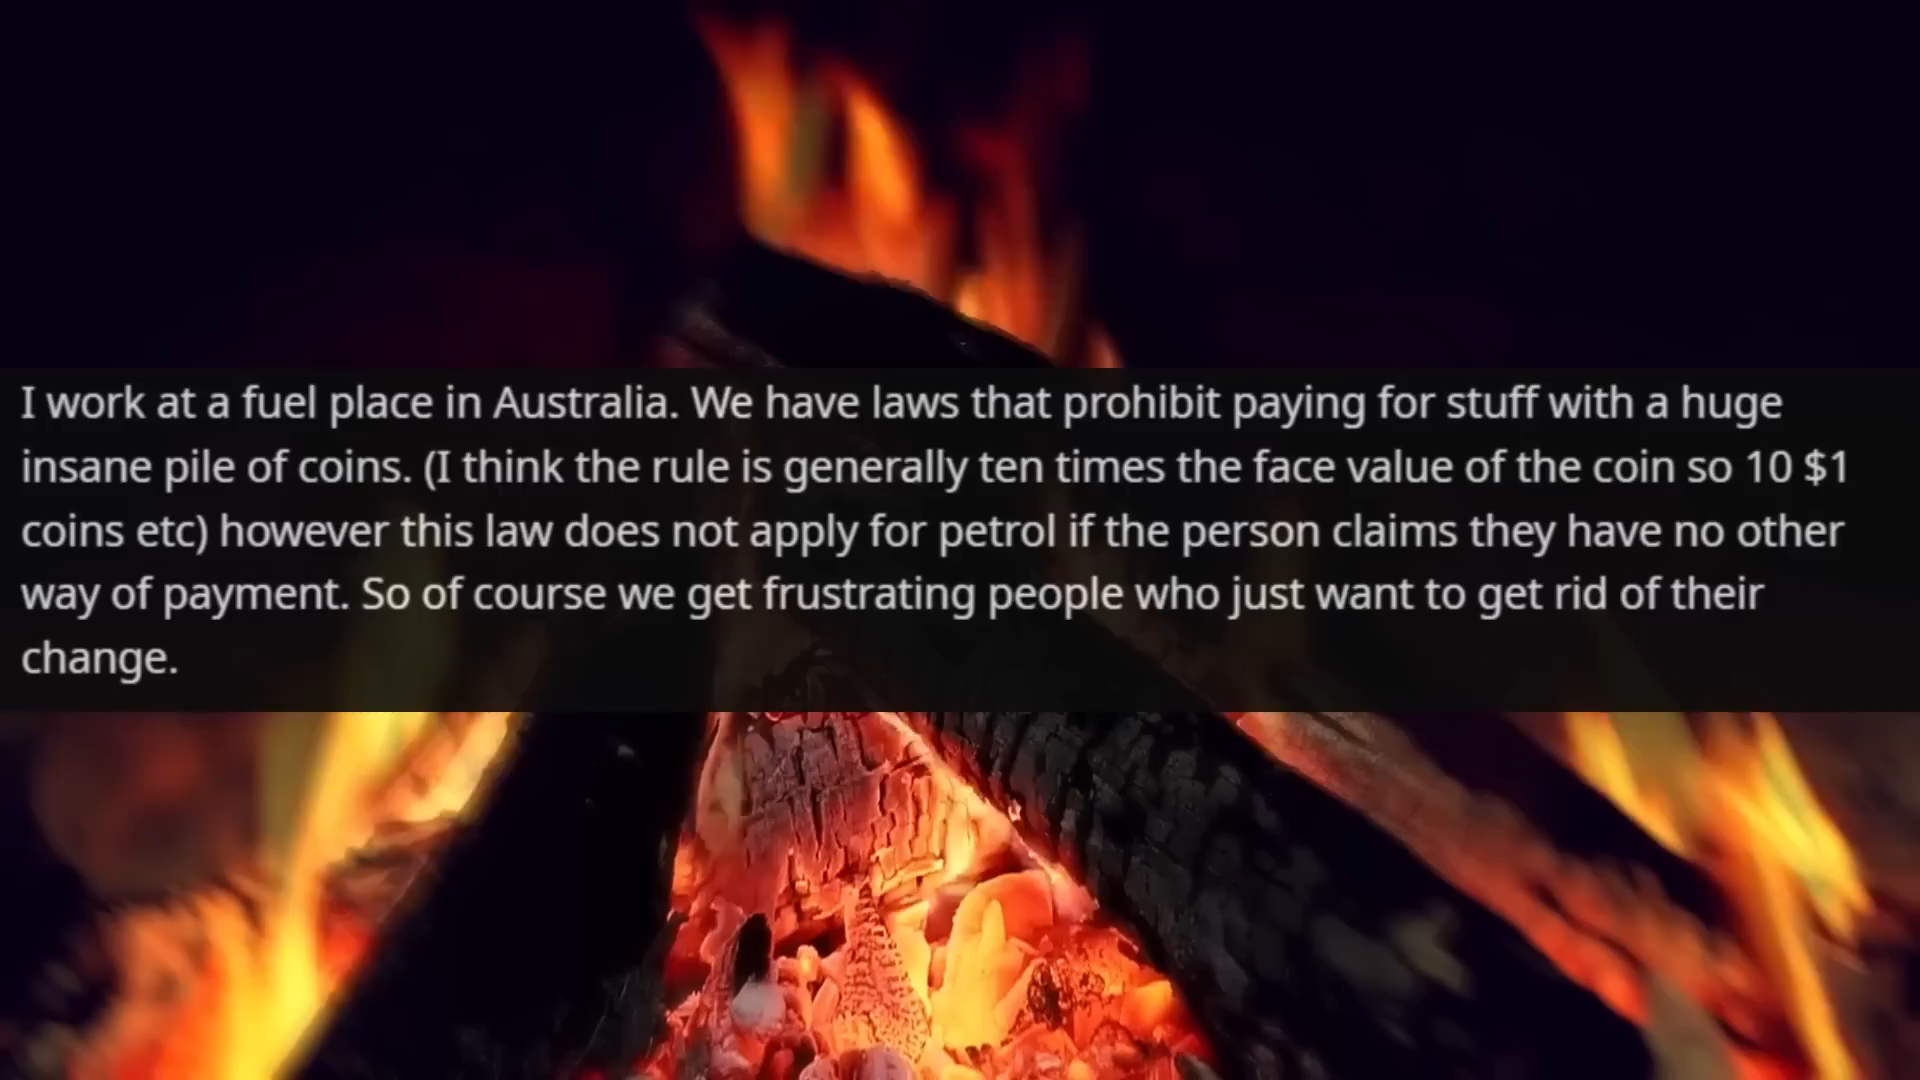 I work at a fuel place in Australia. We have laws that prohibit paying for stuff with a huge
insane pile of coins. (I think the rule is generally ten times the face value of the coin so 10 $1
coins etc) however this law does not apply for petrol if the person claims they have no other
way of payment. So of course we get frustrating people who just want to get rid of their
change.